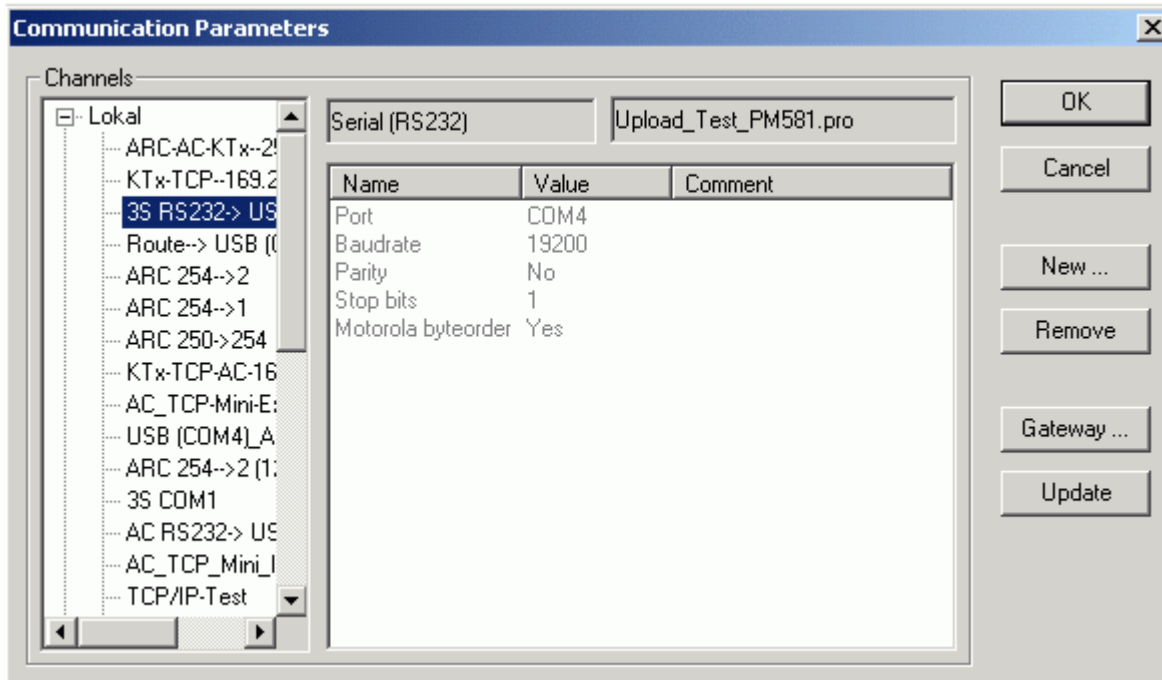 Communication Parameters
Channels
Lokal
ARC-AC-KTx--2
KTx-TCP--169.2
3S RS232-> US
Route--> USB (
ARC 254-->2
ARC 254-->1
ARC 250->254
KTx-TCP-AC-16
AC_TCP-Mini-E
USB (COM4)_A
ARC 254-->2 (1
3S COM1
AC RS232-> US
AC_TCP_Mini_
TCP/IP-Test
Serial (RS232) Upload_Test_PM581.pro
Name Value Comment
Port COM4
Baudrate 19200
Parity No
Stop bits 1
Motorola byteorder Yes
OK
Cancel
New ...
Remove
Gateway ...
Update